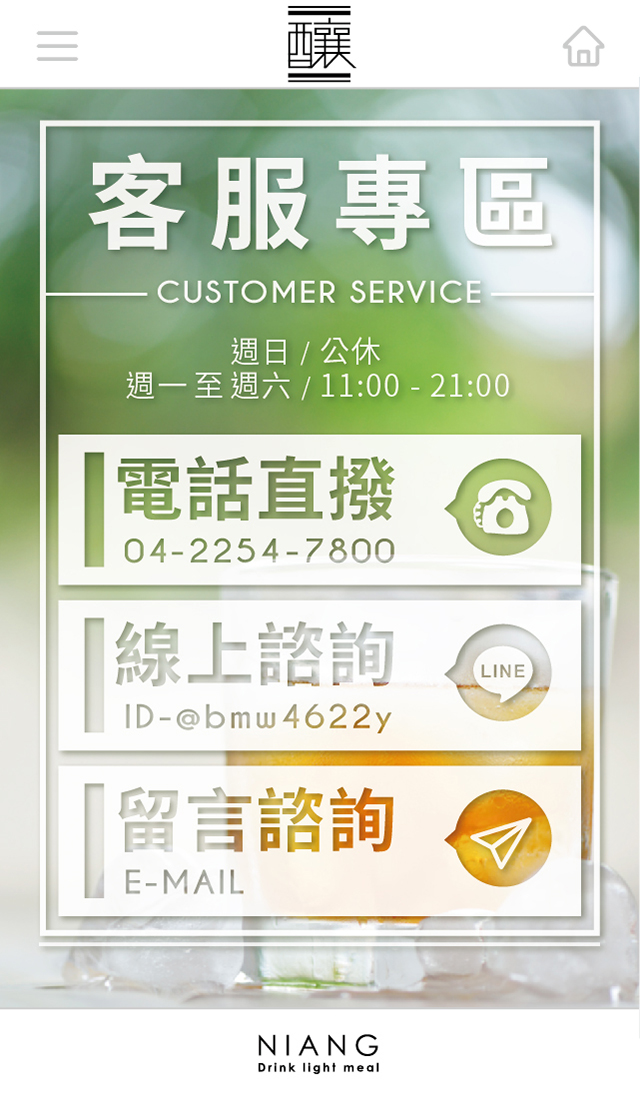 釀
客服專區
CUSTOMER SERVICE
週日 / 公休
週一至週六 / 11:00 - 21:00
電話直撥
04-2254-7800
線上諮詢
LINE
ID-@bmw4622y
留言諮詢
E-MAIL
NIANG
Drink light meal